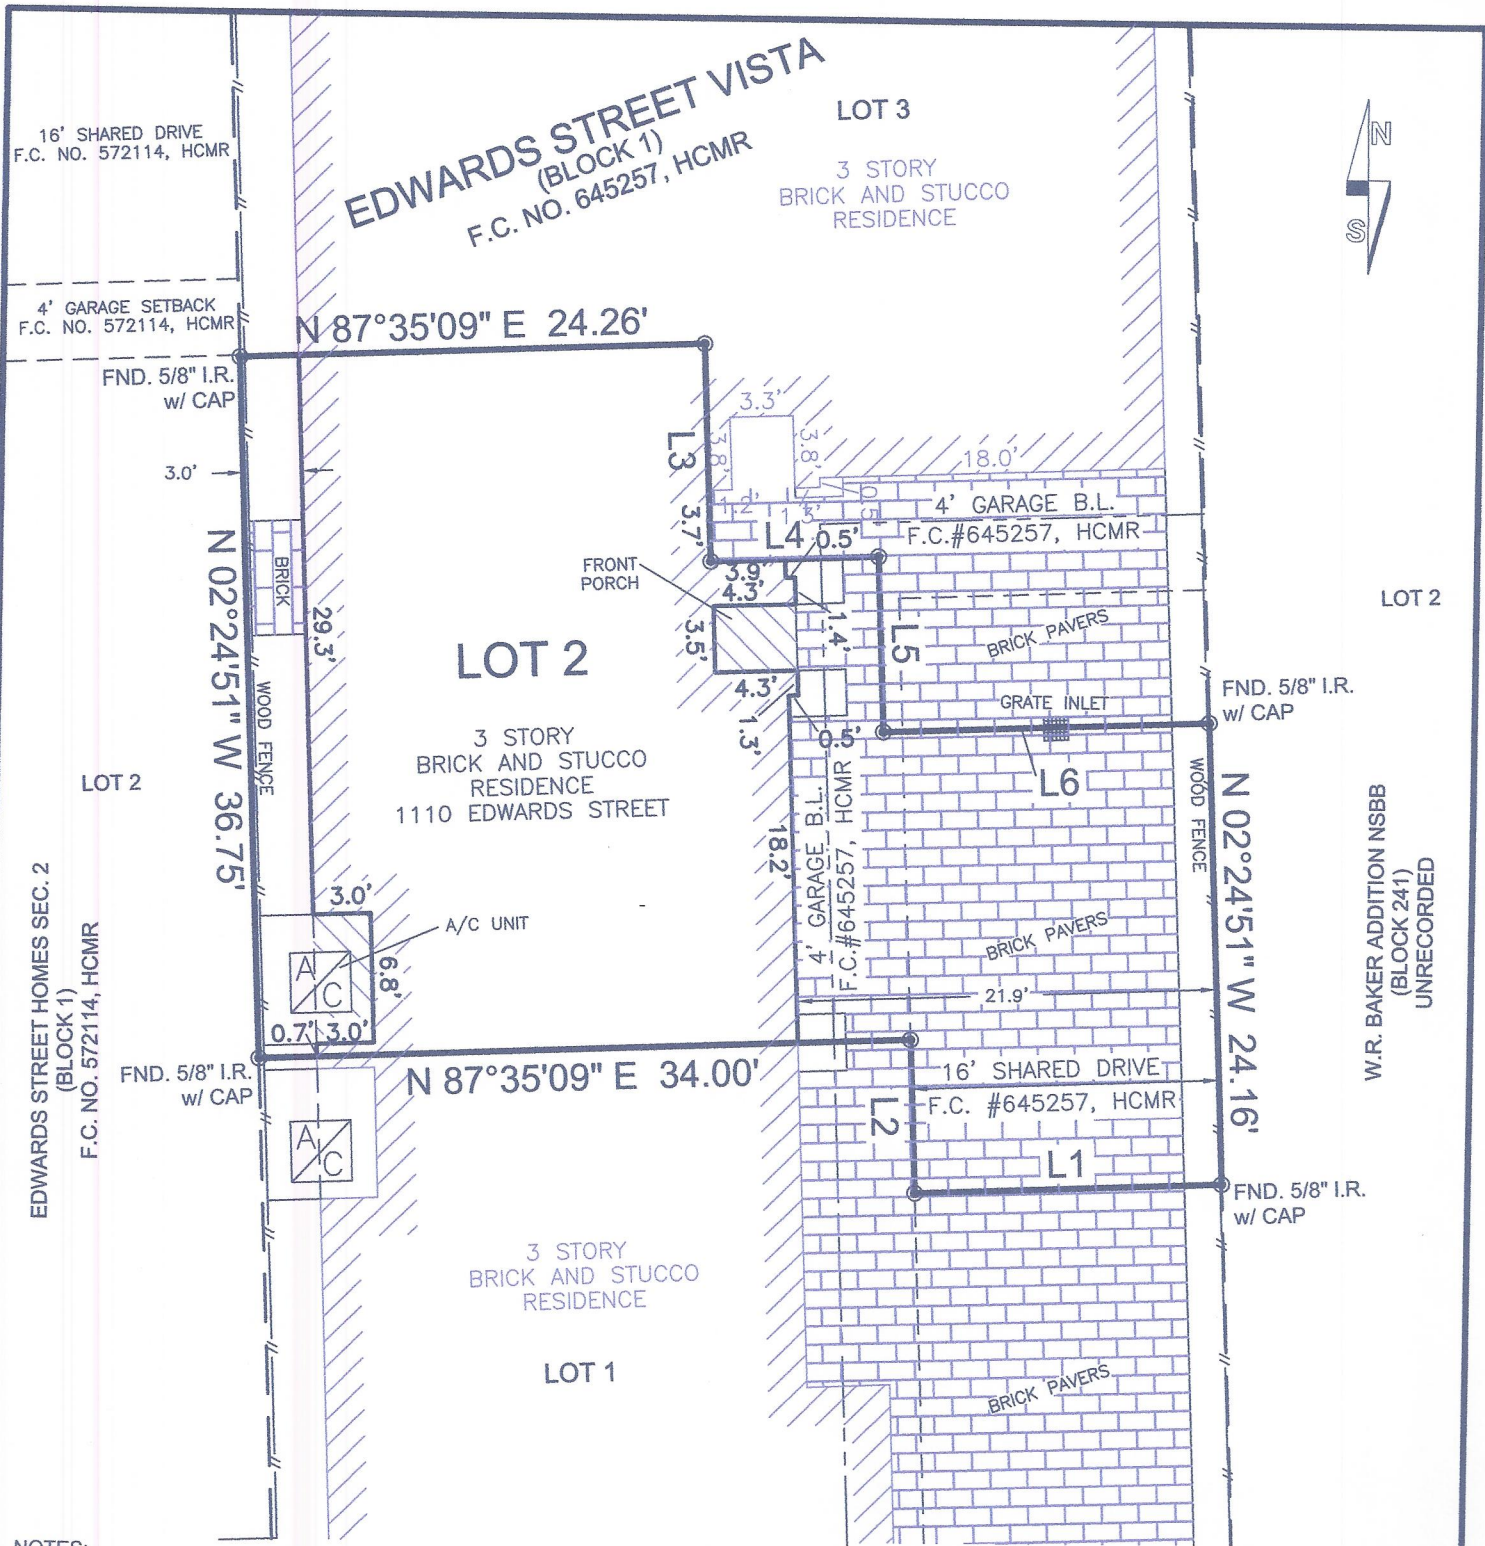 EDWARDS STREET VISTA
(BLOCK 1)
F.C. NO. 645257, HCMR
LOT 3
3 STORY
BRICK AND STUCCO
RESIDENCE
N
S
16' SHARED DRIVE
F.C. NO. 572114, HCMR
4' GARAGE SETBACK
F.C. NO. 572114, HCMR
N 87°35'09" E 24.26'
FND. 5/8" I.R.
w/ CAP
3.0'
L3
3.3'
3.8'
3.8'
18.0'
1.2'
1.3'
0.5'
4' GARAGE B.L.
F.C.#645257, HCMR
3.7'
L4
0.5'
3.9'
4.3'
FRONT
PORCH
3.5'
1.4'
4.3'
1.3'
0.5'
L5
BRICK PAVERS
LOT 2
GRATE INLET
FND. 5/8" I.R.
w/ CAP
L6
BRICK
29.3'
N 02°24'51" W 36.75'
WOOD FENCE
LOT 2
3 STORY
BRICK AND STUCCO
RESIDENCE
1110 EDWARDS STREET
LOT 2
18.2'
4' GARAGE B.L.
F.C.#645257, HCMR
WOOD FENCE
N 02°24'51" W 24.16'
W.R. BAKER ADDITION NSBB
(BLOCK 241)
UNRECORDED
EDWARDS STREET HOMES SEC. 2
(BLOCK 1)
F.C. NO. 572114, HCMR
3.0'
A/C UNIT
A/C
6.8'
0.7'
3.0'
BRICK PAVERS
21.9'
FND. 5/8" I.R.
w/ CAP
N 87°35'09" E 34.00'
16' SHARED DRIVE
F.C. #645257, HCMR
L2
L1
A/C
FND. 5/8" I.R.
w/ CAP
3 STORY
BRICK AND STUCCO
RESIDENCE
LOT 1
BRICK PAVERS
NOTES: